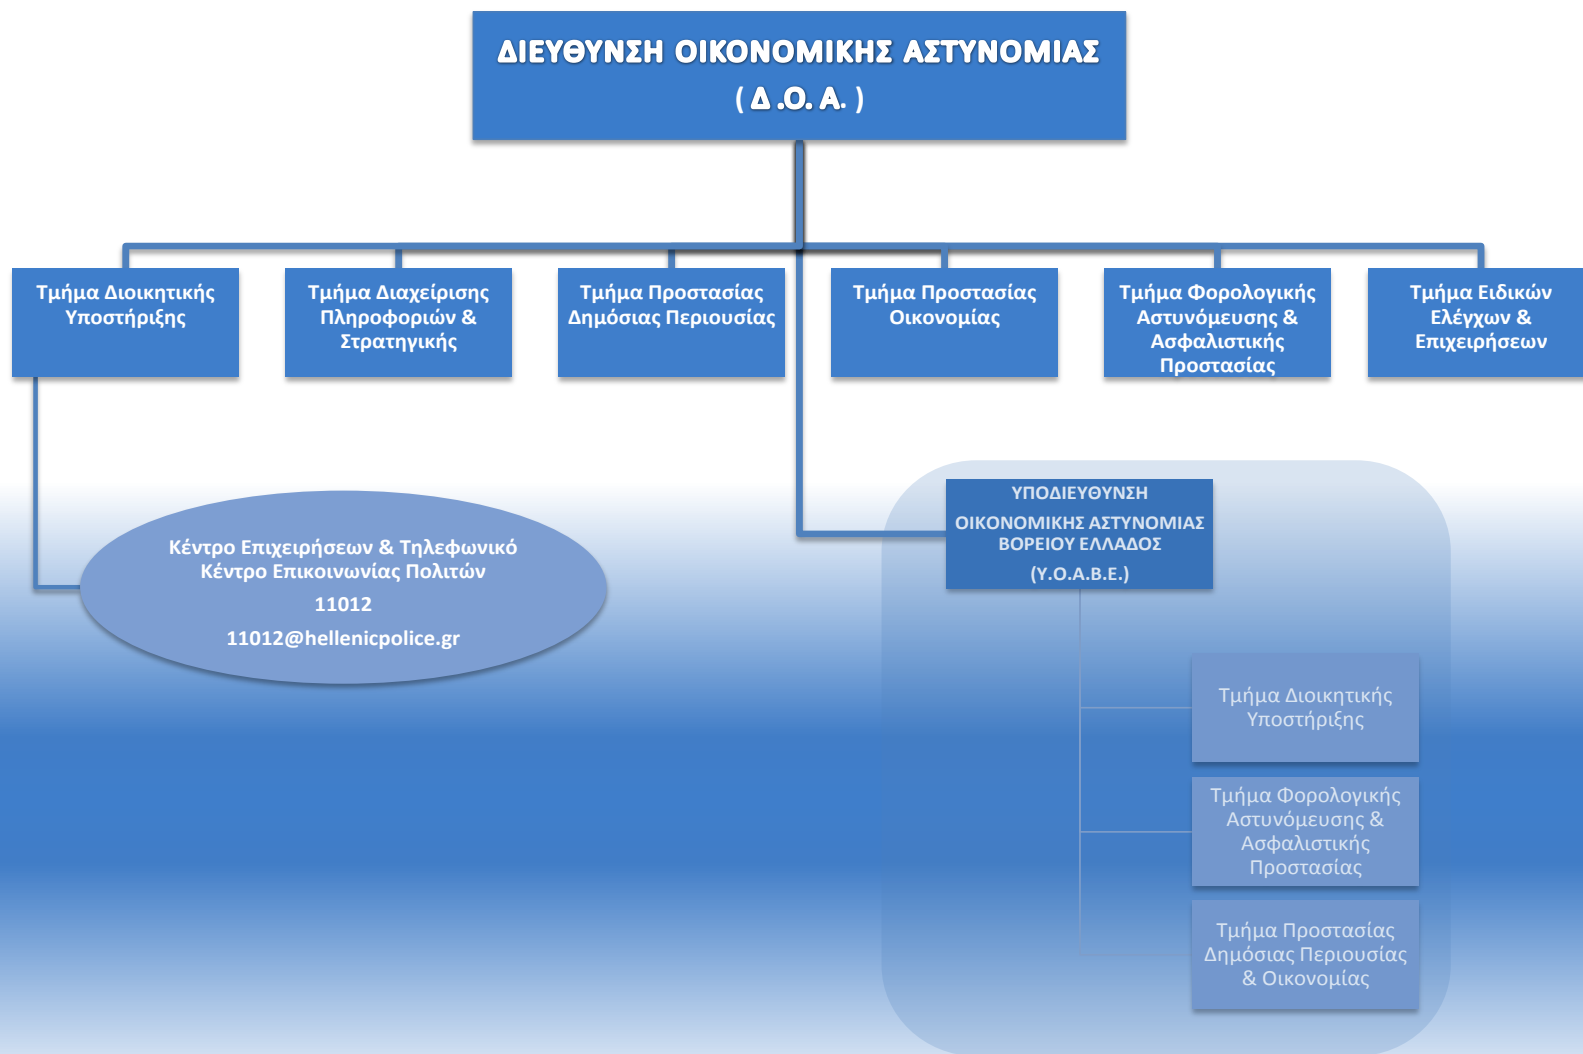 ΔΙΕΥΘΥΝΣΗ ΟΙΚΟΝΟΜΙΚΗΣ ΑΣΤΥΝΟΜΙΑΣ
( Δ .Ο. Α. )
Τμήμα Διοικητικής
Υποστήριξης
Τμήμα Διαχείρισης
Πληροφοριών &
Στρατηγικής
Τμήμα Προστασίας
Δημόσιας Περιουσίας
Τμήμα Προστασίας
Οικονομίας
Τμήμα Φορολογικής
Αστυνόμευσης &
Ασφαλιστικής
Προστασίας
Τμήμα Ειδικών
Ελέγχων &
Επιχειρήσεων
Κέντρο Επιχειρήσεων & Τηλεφωνικό
Κέντρο Επικοινωνίας Πολιτών
11012
11012@hellenicpolice.gr
ΥΠΟΔΙΕΥΘΥΝΣΗ
ΟΙΚΟΝΟΜΙΚΗΣ ΑΣΤΥΝΟΜΙΑΣ
ΒΟΡΕΙΟΥ ΕΛΛΑΔΟΣ
(Υ.Ο.Α.Β.Ε.)
Τμήμα Διοικητικής
Υποστήριξης
Τμήμα Φορολογικής
Αστυνόμευσης &
Ασφαλιστικής
Προστασίας
Τμήμα Προστασίας
Δημόσιας Περιουσίας
& Οικονομίας